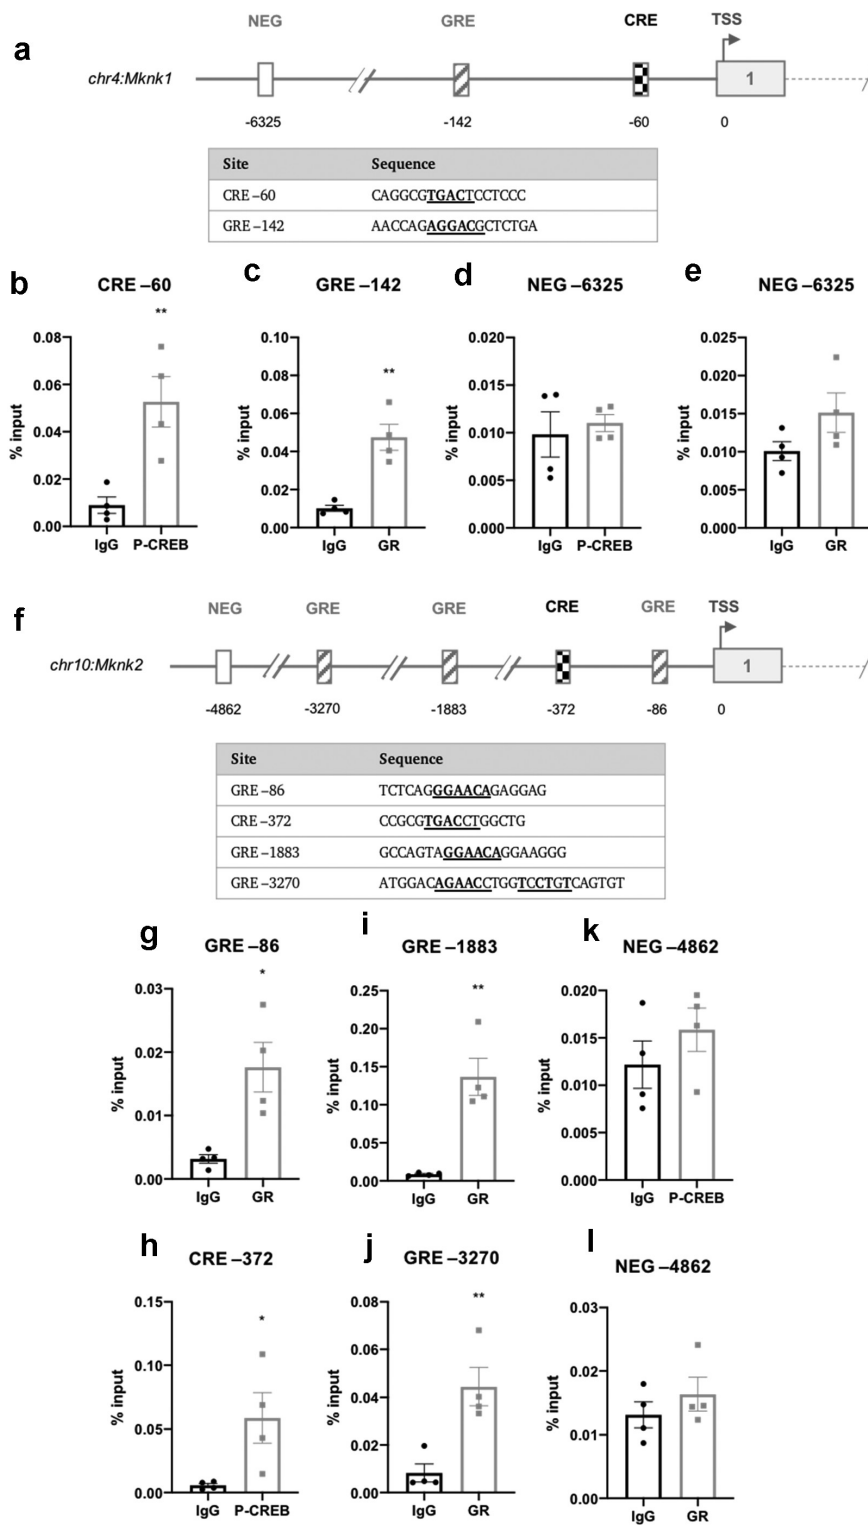 a
NEG GRE CRE TSS
chr4:Mknk1 1
-6325 -142 -60 0
Site Sequence
CRE –60 CAGGCGTGACTCCTCCC
GRE –142 AACCAGAGGACGCTCTGA
b c d e
CRE –60 GRE –142 NEG –6325 NEG –6325
** **
% input % input % input % input
0.08 0.10 0.020 0.025
0.06 0.08 0.015 0.020
0.04 0.06 0.010 0.015
0.02 0.04 0.005 0.010
0.00 0.02 0.000 0.005
0.00 0.000
IgG P-CREB IgG GR IgG P-CREB IgG GR
f
NEG GRE GRE CRE GRE TSS
chr10:Mknk2 1
-4862 -3270 -1883 -372 -86 0
Site Sequence
GRE –86 TCTCAGGGAACAGAGGAG
CRE –372 CCGCGTGACCTGGCTG
GRE –1883 GCCAGTAGGAACAGGAAGGG
GRE –3270 ATGGACAGAACCTGGTCCTGTCAGTGT
g i k
GRE –86 GRE –1883 NEG –4862
* **
% input % input % input
0.03 0.25 0.020
0.02 0.20 0.015
0.01 0.15 0.010
0.00 0.10 0.005
0.05 0.000
0.00
IgG GR IgG GR IgG P-CREB
h j l
CRE –372 GRE –3270 NEG –4862
* **
% input % input % input
0.15 0.08 0.03
0.10 0.06 0.02
0.05 0.04 0.01
0.00 0.02 0.00
0.00
IgG P-CREB IgG GR IgG GR